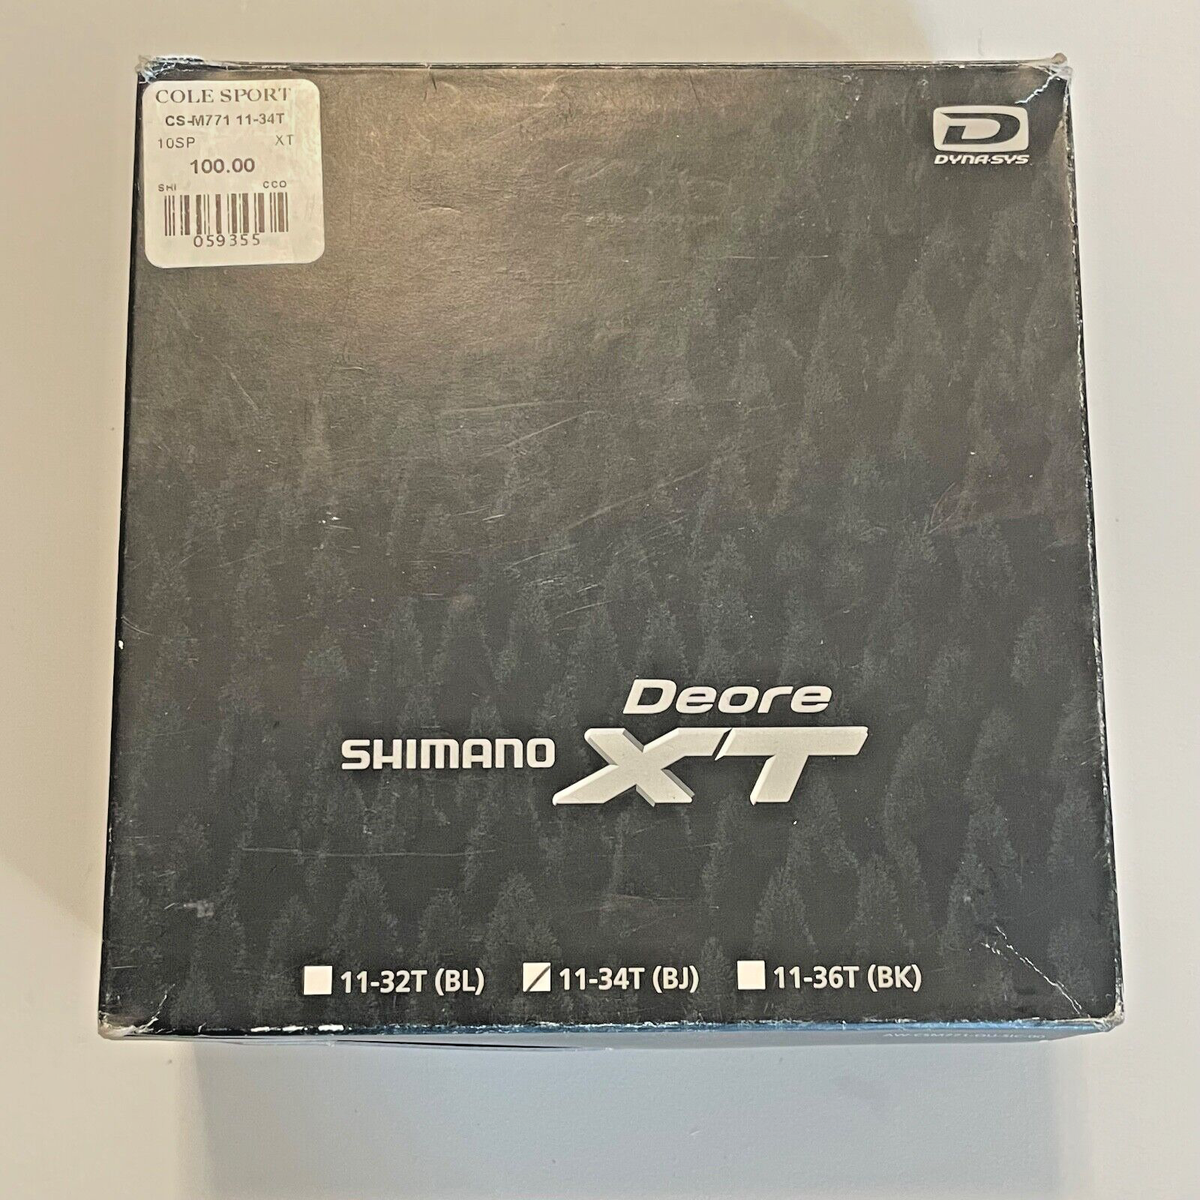 COLE SPORT
CS-M771 11-34T
10SP XT
100.00
SHI CCO
059355
D
DYNA-SYS
Deore
SHIMANO XT
11-32T (BL) 11-34T (BJ) 11-36T (BK)